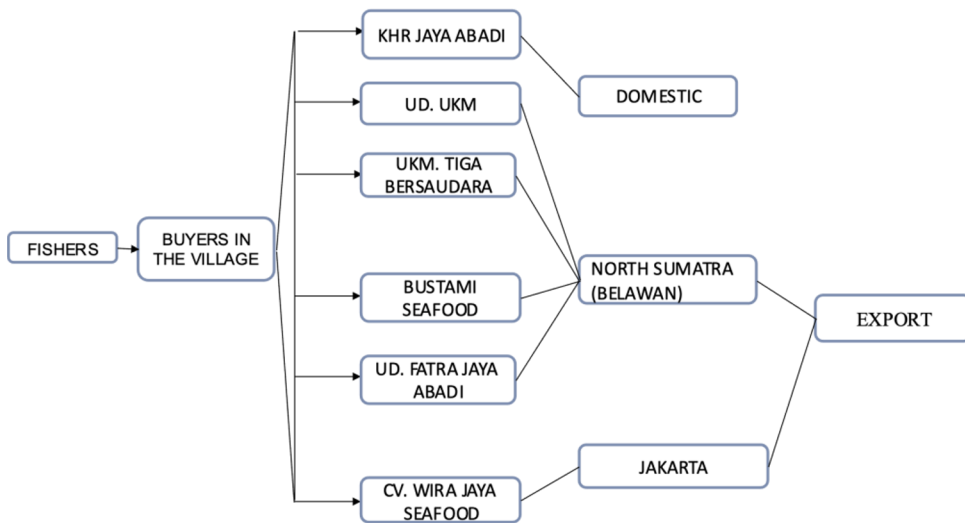 FISHERS
BUYERS IN
THE VILLAGE
KHR JAYA ABADI
UD. UKM
UKM. TIGA
BERSAUDARA
BUSTAMI
SEAFOOD
UD. FATRA JAYA
ABADI
CV. WIRA JAYA
SEAFOOD
DOMESTIC
NORTH SUMATRA
(BELAWAN)
JAKARTA
EXPORT